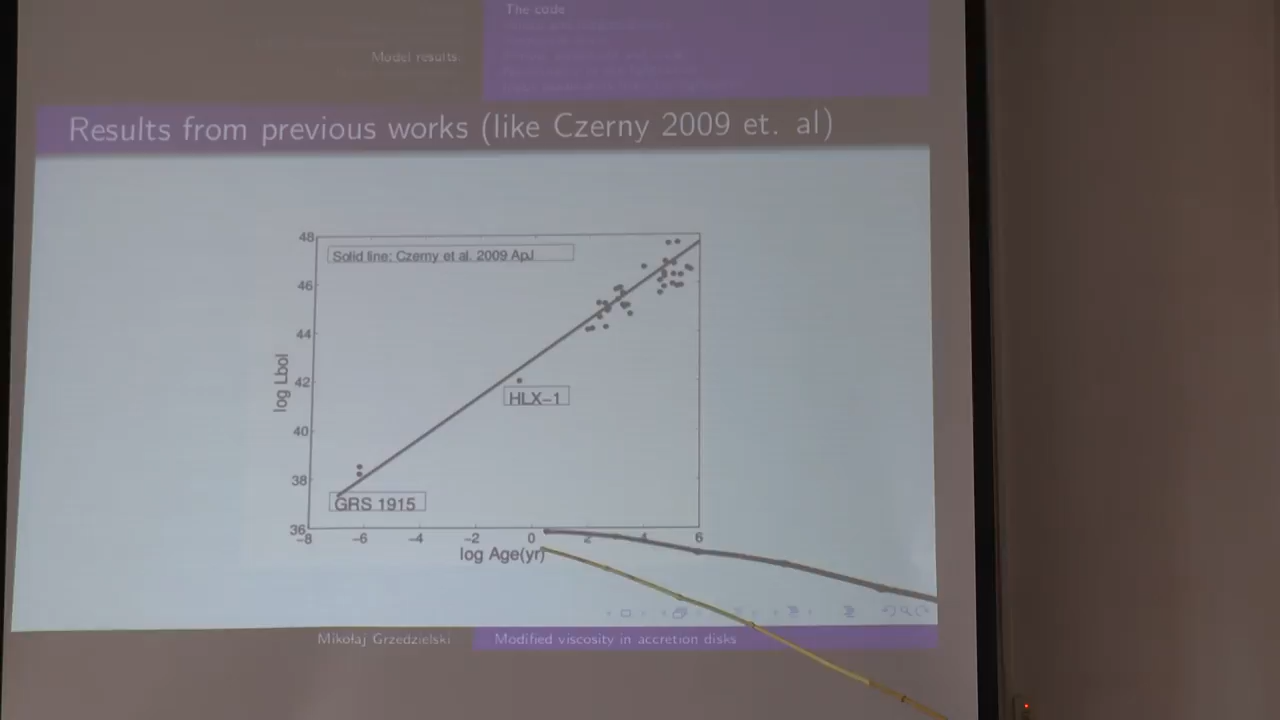 The code
Model results
Results from previous works (like Czerny 2009 et. al)
48
Solid line: Czerny et al. 2009 ApJ
46
44
42
log Lbol
HLX-1
40
38
GRS 1915
36
-8 -6 -4 -2 0 2 4 6
log Age(yr)
Mikołaj Grzedzielski
Modified viscosity in accretion disks